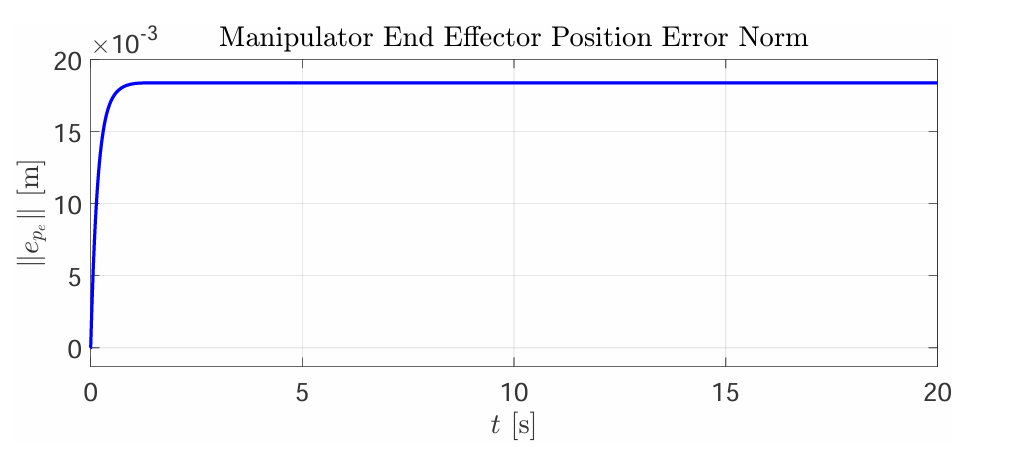 Manipulator End Effector Position Error Norm
×10⁻³
20
15
10
5
0
‖e_{p_e}‖ [m]
0 5 10 15 20
t [s]